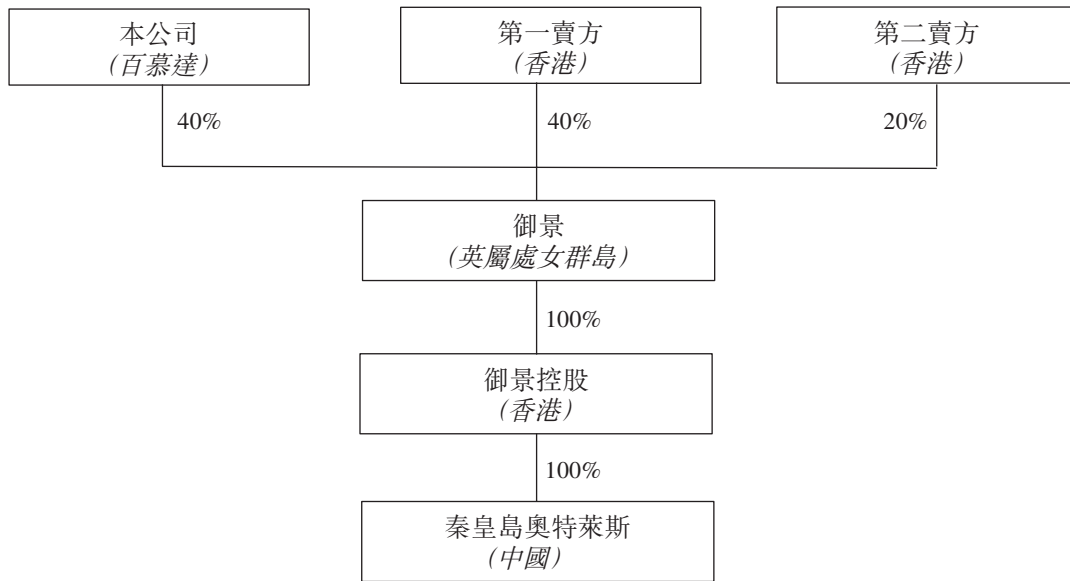 本公司
(百慕達)
第一賣方
(香港)
第二賣方
(香港)
40%
40%
20%
御景
(英屬處女群島)
100%
御景控股
(香港)
100%
秦皇島奧特萊斯
(中國)